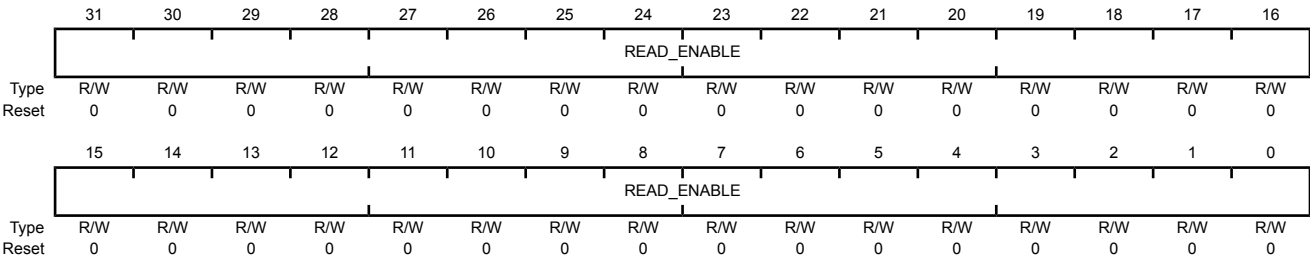 31 30 29 28 27 26 25 24 23 22 21 20 19 18 17 16
READ_ENABLE
Type R/W R/W R/W R/W R/W R/W R/W R/W R/W R/W R/W R/W R/W R/W R/W R/W
Reset 0 0 0 0 0 0 0 0 0 0 0 0 0 0 0 0
15 14 13 12 11 10 9 8 7 6 5 4 3 2 1 0
READ_ENABLE
Type R/W R/W R/W R/W R/W R/W R/W R/W R/W R/W R/W R/W R/W R/W R/W R/W
Reset 0 0 0 0 0 0 0 0 0 0 0 0 0 0 0 0